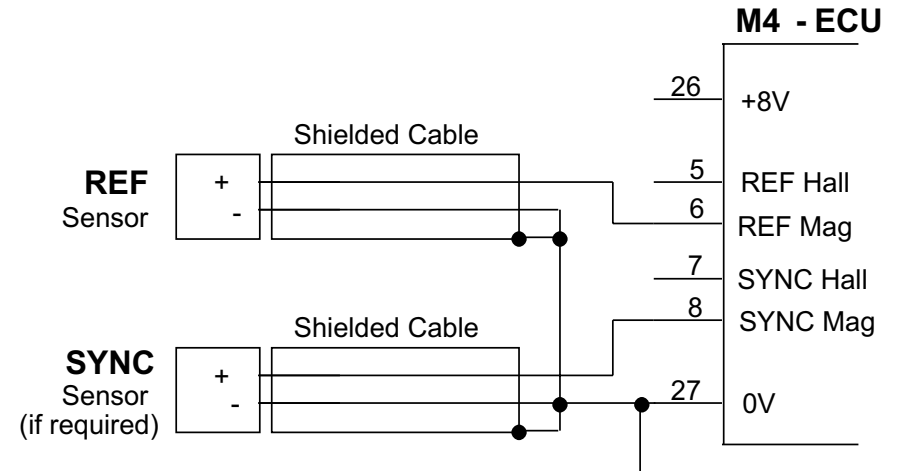 M4 - ECU
26
+8V
Shielded Cable
REF
Sensor
+
-
5
REF Hall
6
REF Mag
7
SYNC Hall
8
SYNC Mag
Shielded Cable
SYNC
Sensor
(if required)
+
-
27
0V